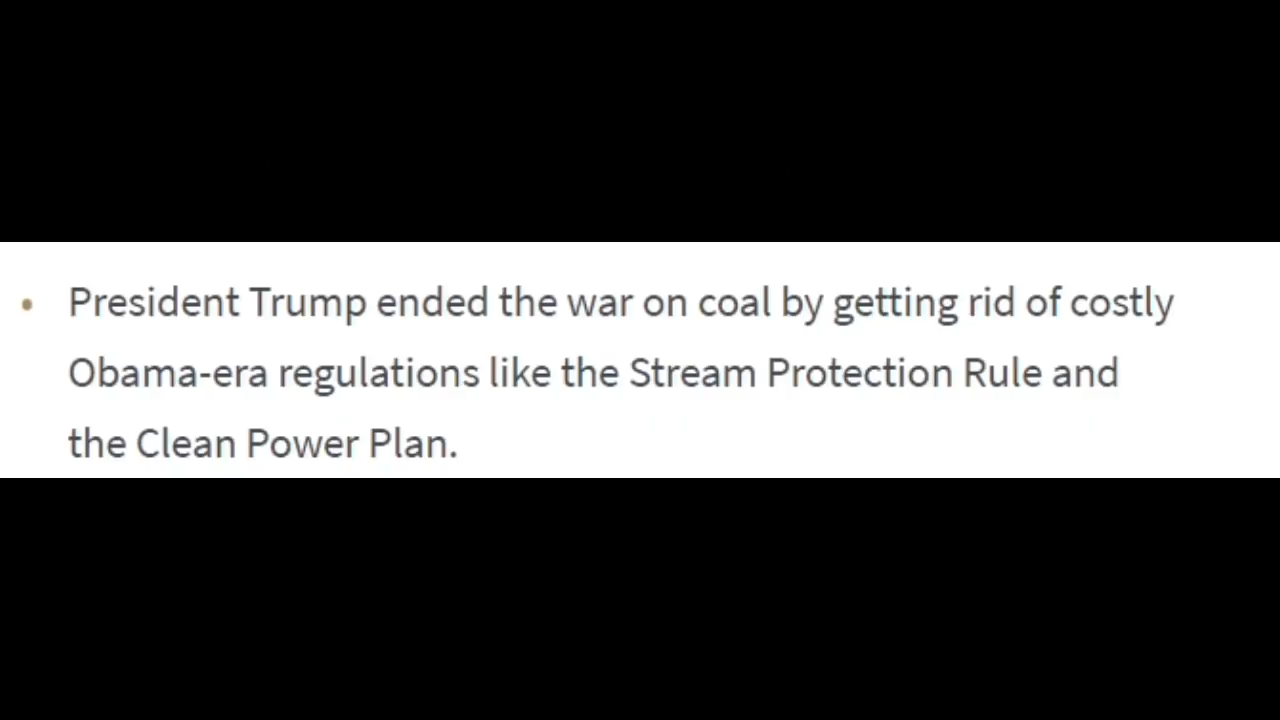 • President Trump ended the war on coal by getting rid of costly
Obama-era regulations like the Stream Protection Rule and
the Clean Power Plan.